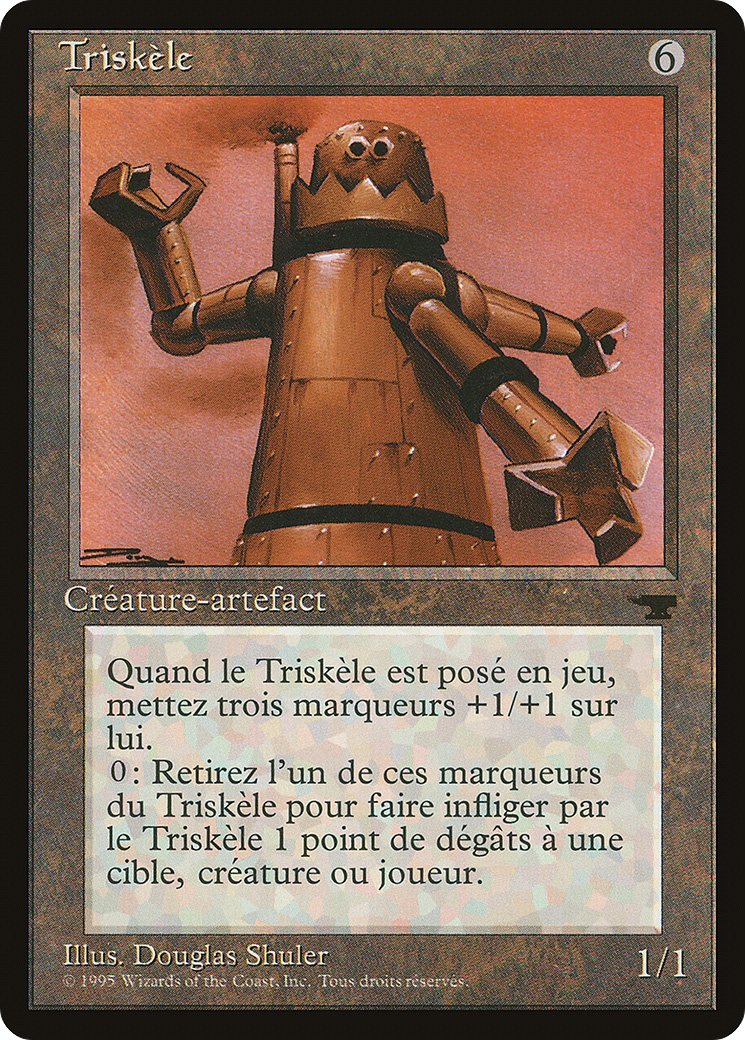 Triskèle
6
Créature-artefact
Quand le Triskèle est posé en jeu,
mettez trois marqueurs +1/+1 sur
lui.
0: Retirez l'un de ces marqueurs
du Triskèle pour faire infliger par
le Triskèle 1 point de dégâts à une
cible, créature ou joueur.
Illus. Douglas Shuler
1/1
© 1995 Wizards of the Coast, Inc. Tous droits réservés.